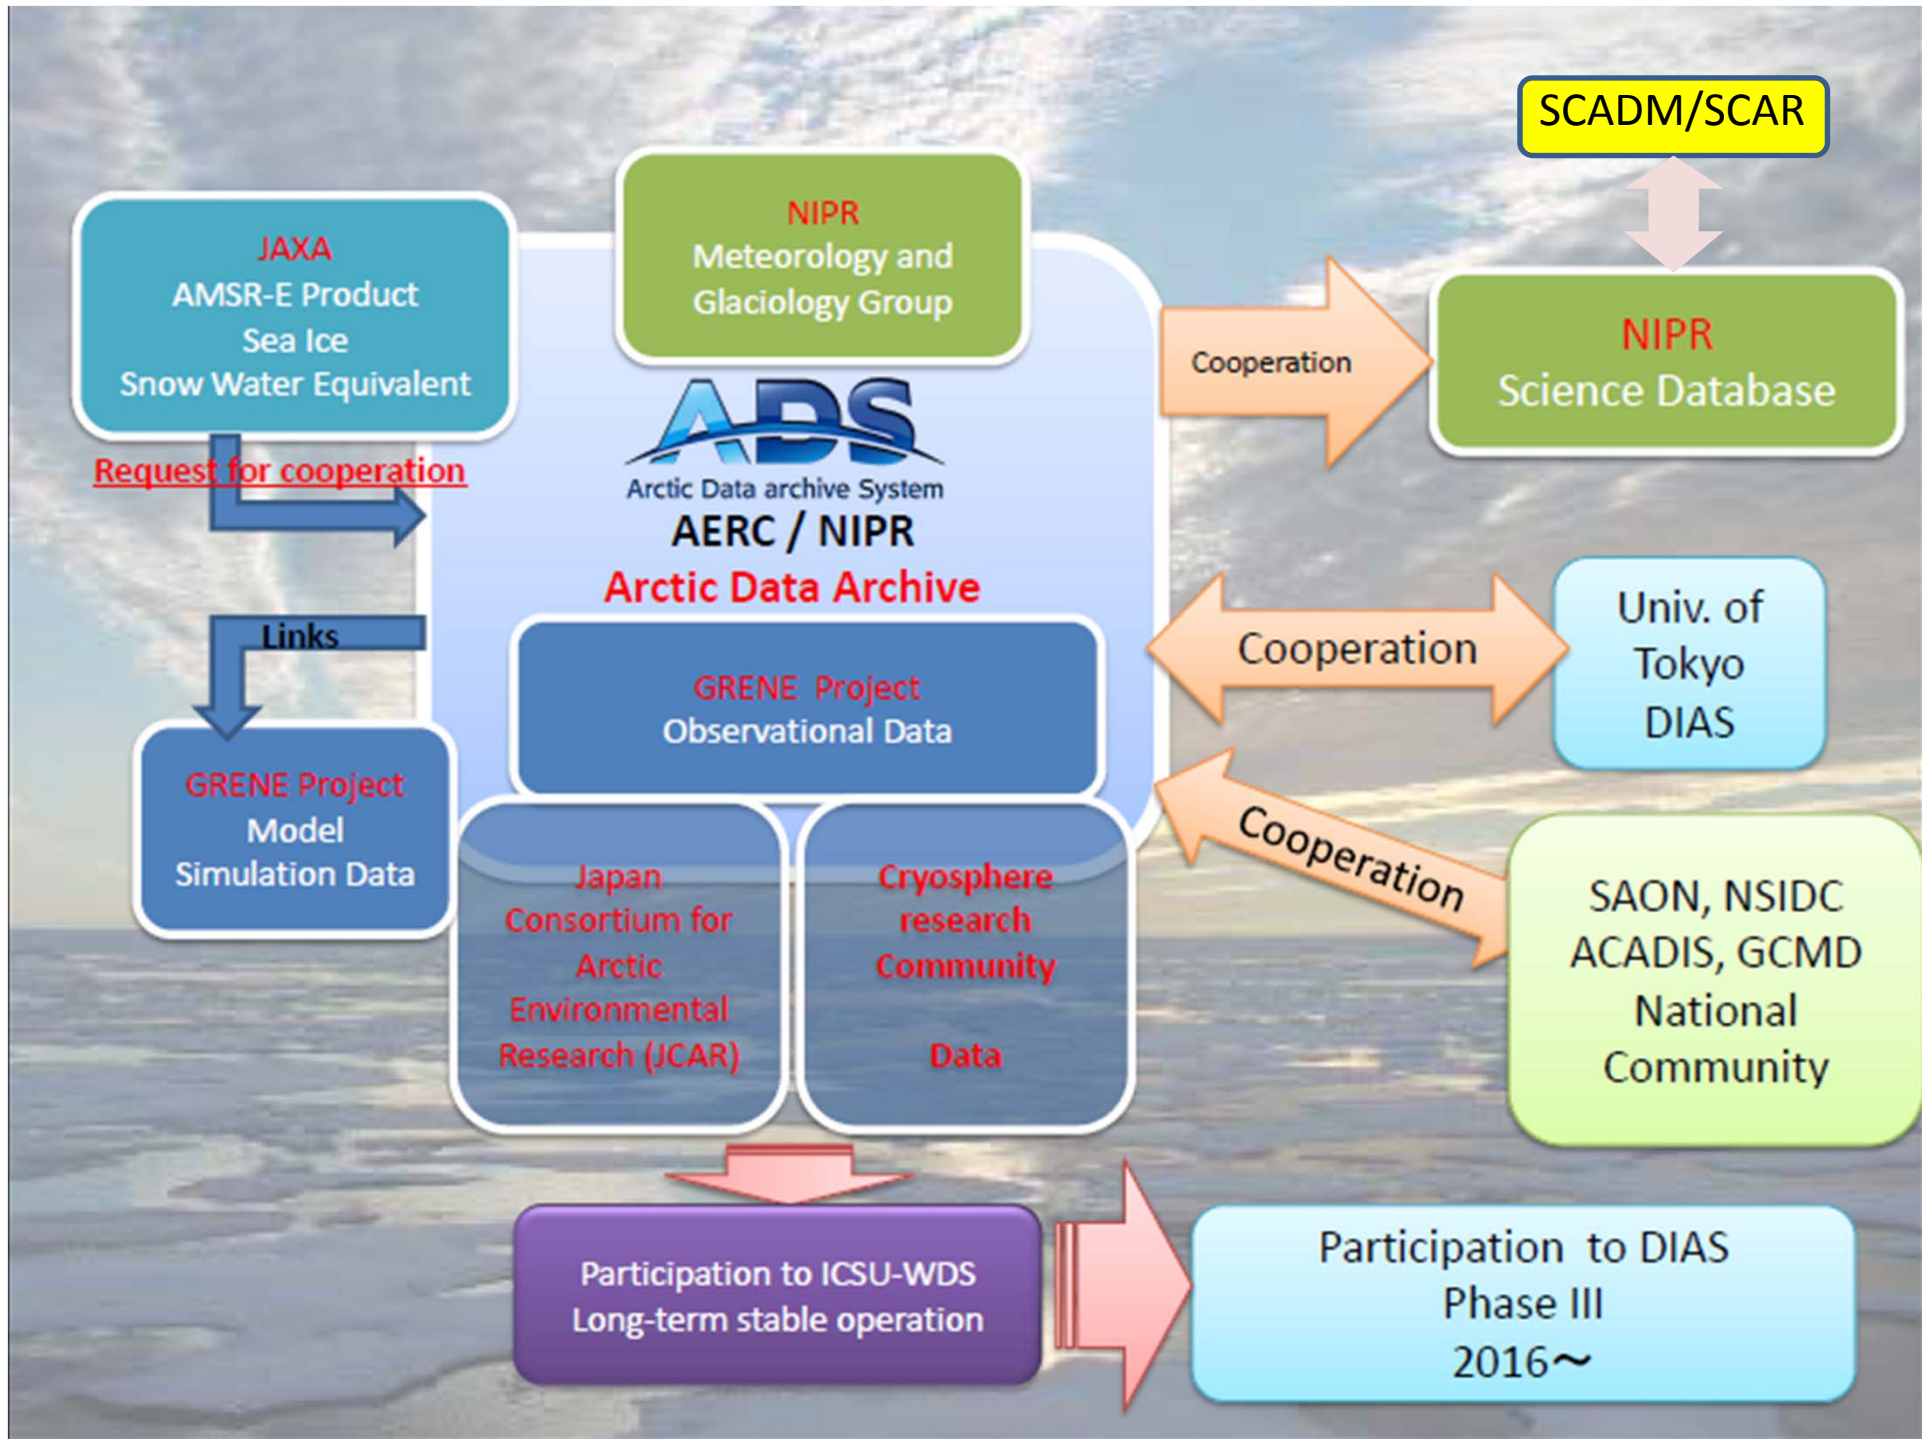 SCADM/SCAR
NIPR
Meteorology and
Glaciology Group
JAXA
AMSR-E Product
Sea Ice
Snow Water Equivalent
Request for cooperation
ADS
Arctic Data archive System
AERC / NIPR
Arctic Data Archive
Cooperation
NIPR
Science Database
Links
GRENE Project
Observational Data
Cooperation
Univ. of
Tokyo
DIAS
GRENE Project
Model
Simulation Data
Japan
Consortium for
Arctic
Environmental
Research (JCAR)
Cryosphere
research
Community
Data
Cooperation
SAON, NSIDC
ACADIS, GCMD
National
Community
Participation to ICSU-WDS
Long-term stable operation
Participation to DIAS
Phase III
2016～